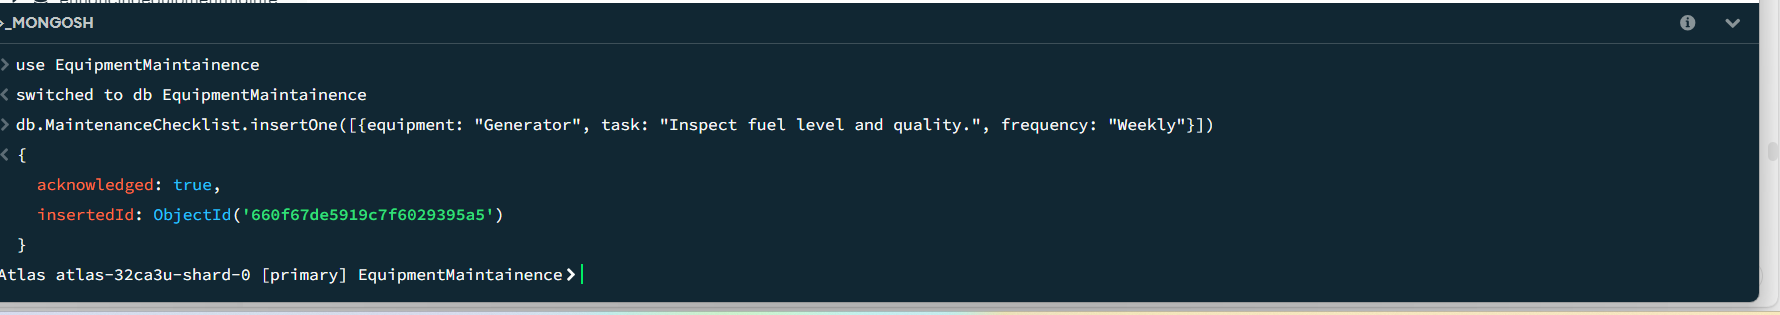 >_MONGOSH
> use EquipmentMaintainence
< switched to db EquipmentMaintainence
> db.MaintenanceChecklist.insertOne([{equipment: "Generator", task: "Inspect fuel level and quality.", frequency: "Weekly"}])
< {
acknowledged: true,
insertedId: ObjectId('660f67de5919c7f6029395a5')
}
Atlas atlas-32ca3u-shard-0 [primary] EquipmentMaintainence>